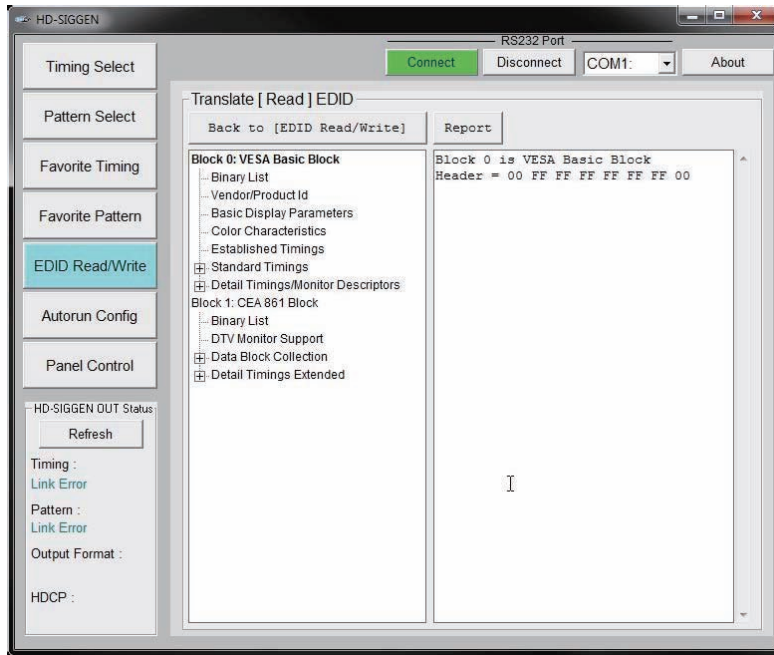 HD-SIGGEN
RS232 Port
Connect
Disconnect
COM1:
About
Timing Select
Pattern Select
Favorite Timing
Favorite Pattern
EDID Read/Write
Autorun Config
Panel Control
HD-SIGGEN OUT Status
Refresh
Timing :
Link Error
Pattern :
Link Error
Output Format :
HDCP :
Translate [ Read ] EDID
Back to [EDID Read/Write]
Report
Block 0: VESA Basic Block
Binary List
Vendor/Product Id
Basic Display Parameters
Color Characteristics
Established Timings
Standard Timings
Detail Timings/Monitor Descriptors
Block 1: CEA 861 Block
Binary List
DTV Monitor Support
Data Block Collection
Detail Timings Extended
Block 0 is VESA Basic Block
Header = 00 FF FF FF FF FF FF 00